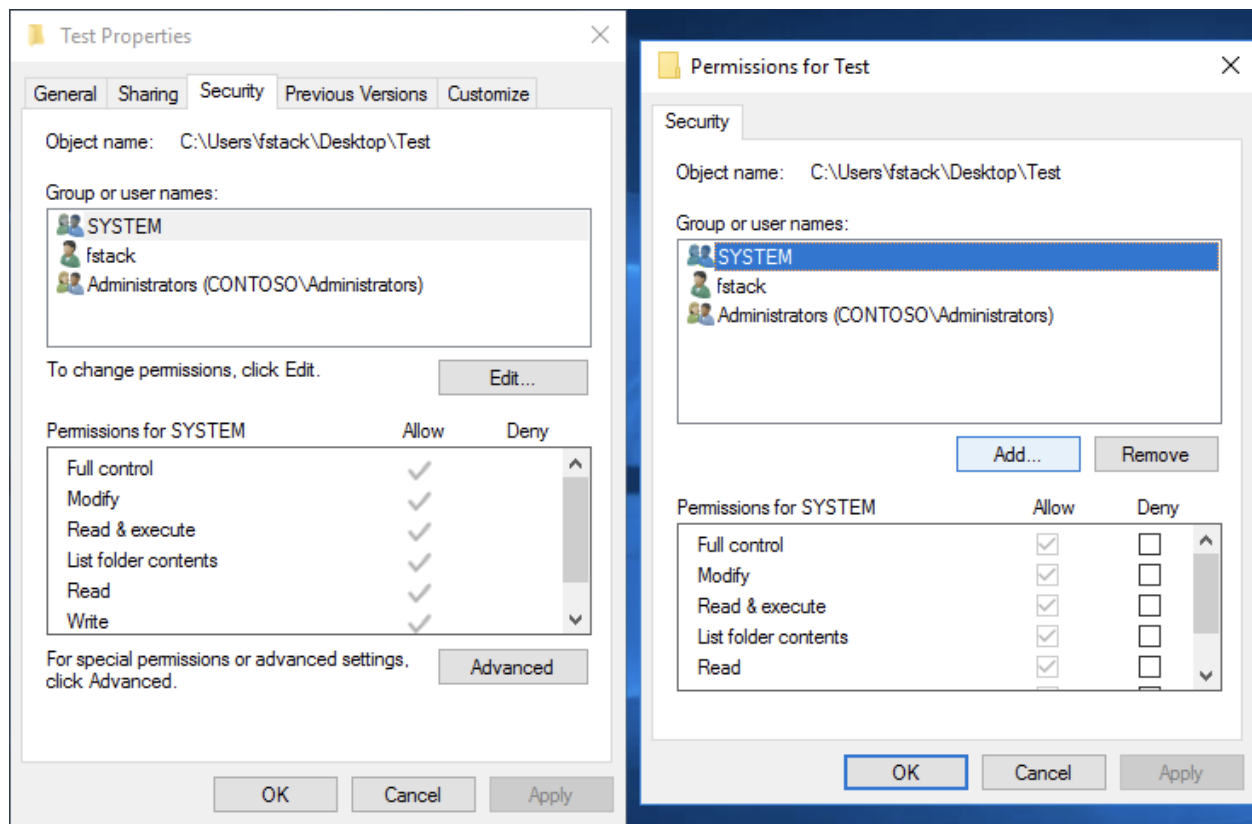 Test Properties
General Sharing Security Previous Versions Customize
Object name: C:\Users\fstack\Desktop\Test
Group or user names:
SYSTEM
fstack
Administrators (CONTOSO\Administrators)
To change permissions, click Edit.
Edit...
Permissions for SYSTEM Allow Deny
Full control
Modify
Read & execute
List folder contents
Read
Write
For special permissions or advanced settings,
click Advanced.
Advanced
OK Cancel Apply
Permissions for Test
Security
Object name: C:\Users\fstack\Desktop\Test
Group or user names:
SYSTEM
fstack
Administrators (CONTOSO\Administrators)
Add... Remove
Permissions for SYSTEM Allow Deny
Full control
Modify
Read & execute
List folder contents
Read
OK Cancel Apply